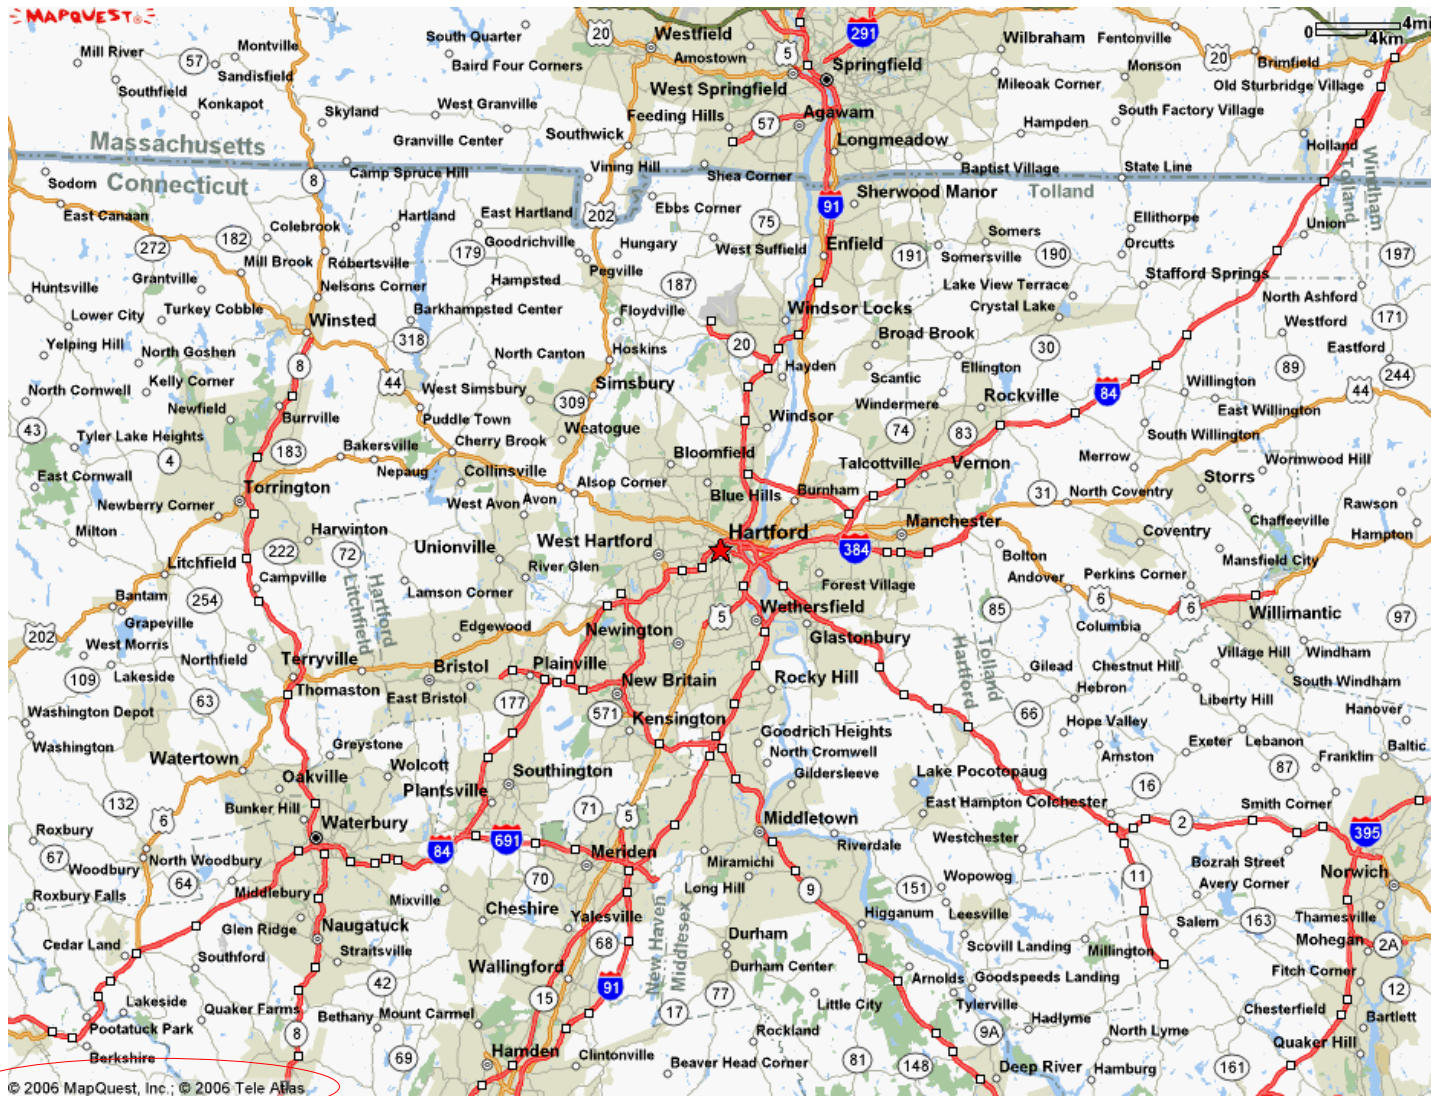 MAPQUEST
4mi
0
4km
South Quarter
20
Westfield
291
Wilbraham
Fentonville
Mill River
Montville
57
Sandisfield
Amostown
5
Springfield
20
Brimfield
Baird Four Corners
Monson
Mileoak Corner
Old Sturbridge Village
Southfield
Konkapot
Skyland
West Granville
West Springfield
Feeding Hills
57
Agawam
South Factory Village
Hampden
Granville Center
Southwick
Longmeadow
Holland
Massachusetts
Vining Hill
Baptist Village
State Line
Sodom
Connecticut
8
Camp Spruce Hill
Shea Corner
Sherwood Manor
Tolland
Tolland
Windham
East Canaan
Hartland
East Hartland
202
Ebbs Corner
91
75
Ellithorpe
Union
Colebrook
182
272
Goodrichville
179
Hungary
West Suffield
Enfield
191
Somers
Somersville
190
Orcutts
197
Mill Brook
Robertsville
Grantville
Nelsons Corner
Hampsted
Pegville
187
Stafford Springs
Huntsville
Lake View Terrace
Crystal Lake
North Ashford
Lower City
Turkey Cobble
Winsted
Barkhampsted Center
Floydville
Windsor Locks
Westford
171
Yelping Hill
North Goshen
318
North Canton
Hoskins
20
Broad Brook
30
Eastford
8
Hayden
Ellington
89
244
North Cornwell
Kelly Corner
44
West Simsbury
Simsbury
Scantic
Rockville
84
Willington
44
Newfield
Burrville
309
Windsor
Windermere
East Willington
43
Puddle Town
Weatogue
74
83
South Willington
Tyler Lake Heights
4
183
Bakersville
Cherry Brook
Bloomfield
Talcottville
Vernon
Merrow
Wormwood Hill
East Cornwall
Nepaug
Collinsville
Storrs
Torrington
West Avon
Avon
Alsop Corner
Blue Hills
Burnham
31
North Coventry
Rawson
Newberry Corner
Milton
Harwinton
Hartford
Manchester
Coventry
Chaffeeville
Hampton
222
72
Unionville
West Hartford
384
Bolton
Mansfield City
Litchfield
Campville
River Glen
Forest Village
Andover
Perkins Corner
Bantam
254
Litchfield
Hartford
Lamson Corner
5
Wethersfield
85
6
6
Willimantic
97
Grapeville
Edgewood
Newington
Glastonbury
Columbia
202
West Morris
Northfield
Terryville
Bristol
Plainville
Hartford
Tolland
Gilead
Chestnut Hill
Village Hill
Windham
109
Lakeside
Thomaston
East Bristol
New Britain
Rocky Hill
Hebron
South Windham
63
177
571
Liberty Hill
Washington Depot
Kensington
66
Hope Valley
Hanover
Washington
Greystone
Goodrich Heights
Exeter
Lebanon
Baltic
Watertown
North Cromwell
Amston
Franklin
Oakville
Wolcott
Southington
Gildersleeve
Lake Pocotopaug
87
132
Bunker Hill
Plantsville
16
6
71
5
Middletown
East Hampton
Colchester
Smith Corner
Roxbury
Waterbury
2
395
67
84
691
Riverdale
Westchester
Woodbury
North Woodbury
Meriden
Miramichi
Bozrah Street
Norwich
64
Middlebury
70
Long Hill
9
151
Wopowog
11
Avery Corner
Roxbury Falls
Mixville
Cheshire
Yalesville
Higganum
Leesville
Salem
163
Thamesville
Glen Ridge
Naugatuck
New Haven
Middlesex
Cedar Land
Straitsville
68
Durham
Scovill Landing
Millington
Mohegan
2A
Southford
Wallingford
Durham Center
Arnolds
Goodspeeds Landing
Fitch Corner
42
91
15
77
12
Lakeside
Quaker Farms
Little City
Tylerville
Chesterfield
Pootatuck Park
8
Bethany
Mount Carmel
17
Rockland
9A
Hadlyme
North Lyme
Bartlett
Berkshire
69
Hamden
Clintonville
Beaver Head Corner
81
148
Deep River
Hamburg
161
Quaker Hill
© 2006 MapQuest, Inc.; © 2006 Tele Atlas